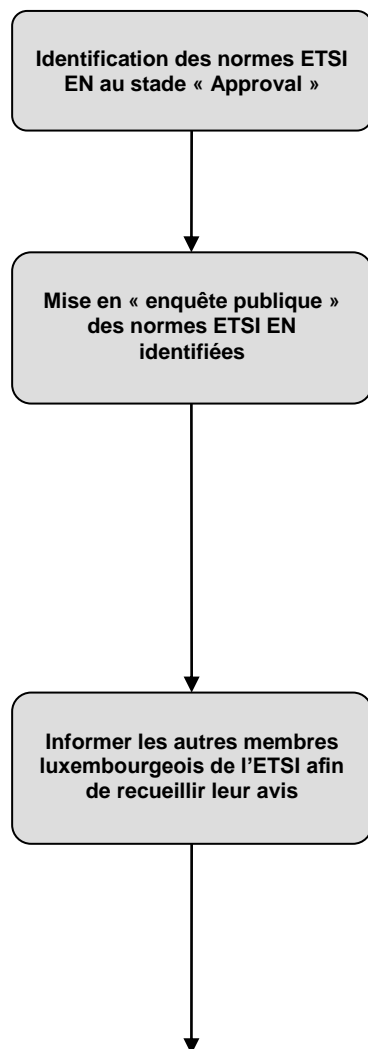 Identification des normes ETSI
EN au stade « Approval »
Mise en « enquête publique »
des normes ETSI EN
identifiées
Informer les autres membres
luxembourgeois de l’ETSI afin
de recueillir leur avis